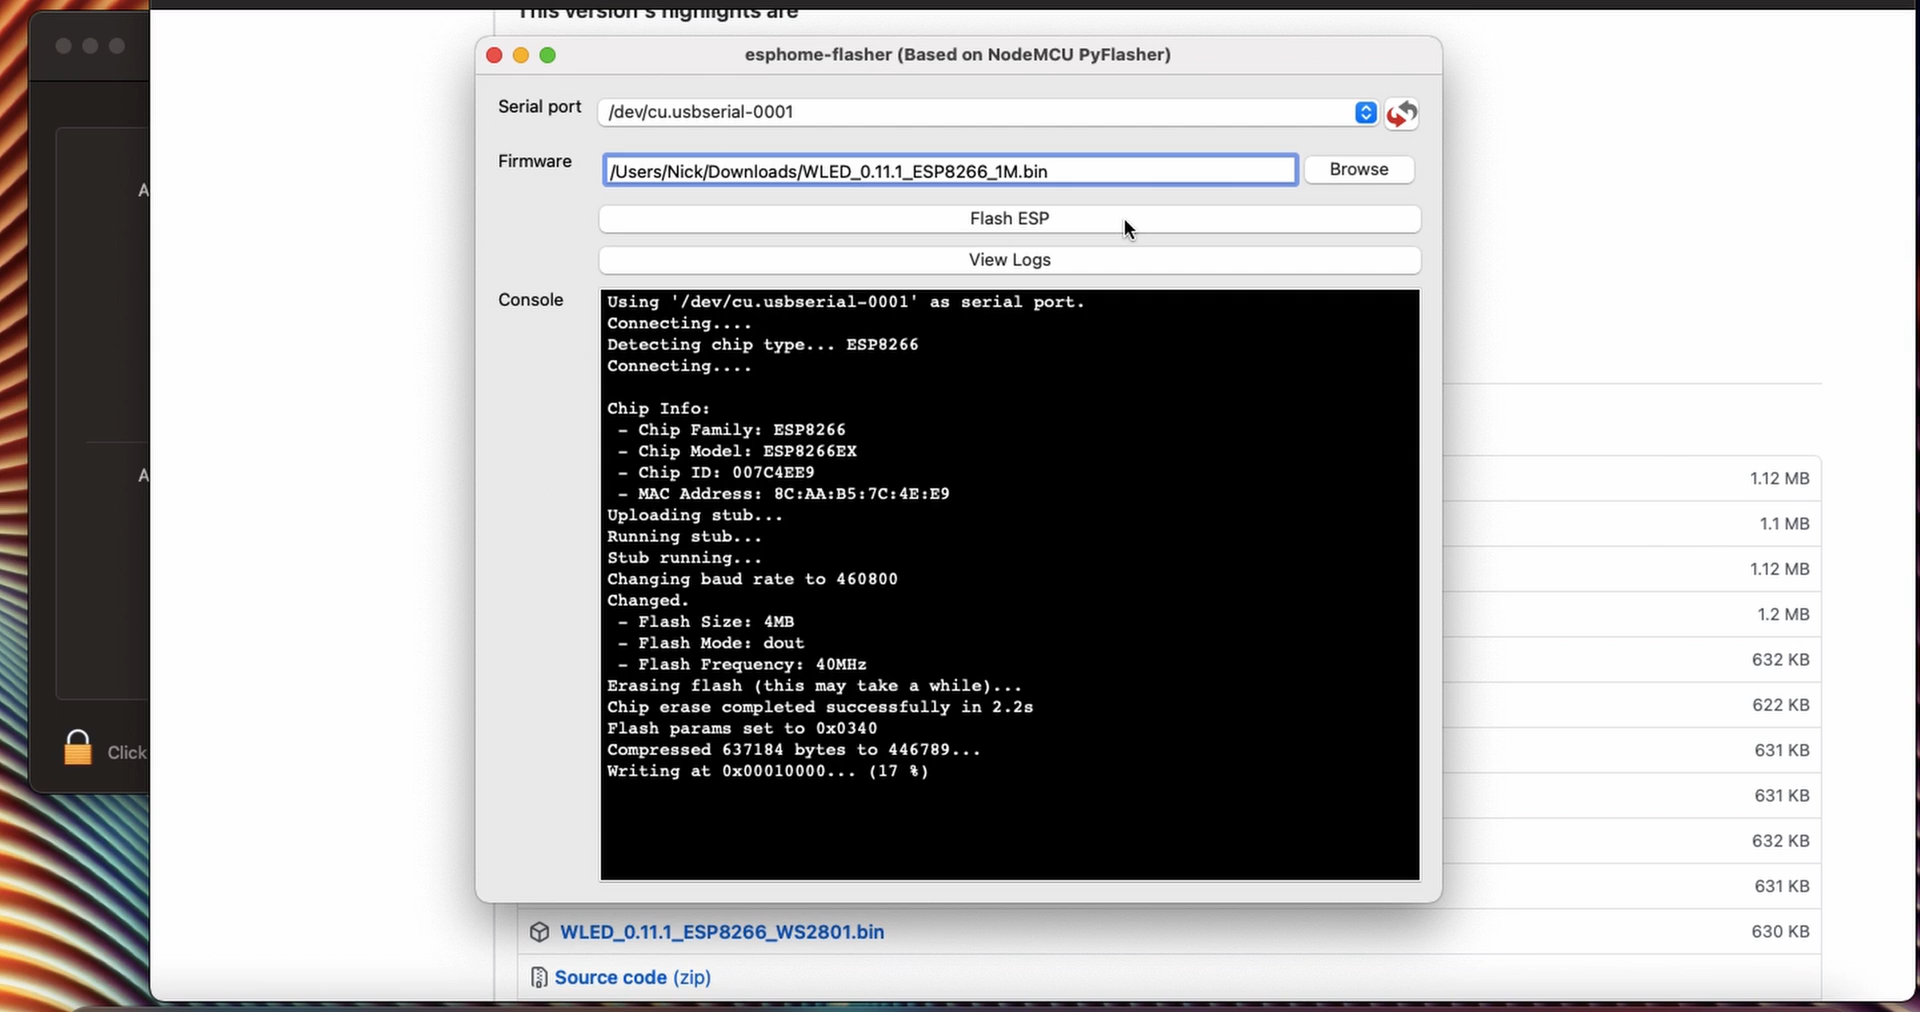 This version's highlights are
esphome-flasher (Based on NodeMCU PyFlasher)
Serial port
/dev/cu.usbserial-0001
Firmware
/Users/Nick/Downloads/WLED_0.11.1_ESP8266_1M.bin
Browse
Flash ESP
View Logs
Console
Using '/dev/cu.usbserial-0001' as serial port.
Connecting....
Detecting chip type... ESP8266
Connecting....
Chip Info:
- Chip Family: ESP8266
- Chip Model: ESP8266EX
- Chip ID: 007C4EE9
- MAC Address: 8C:AA:B5:7C:4E:E9
Uploading stub...
Running stub...
Stub running...
Changing baud rate to 460800
Changed.
- Flash Size: 4MB
- Flash Mode: dout
- Flash Frequency: 40MHz
Erasing flash (this may take a while)...
Chip erase completed successfully in 2.2s
Flash params set to 0x0340
Compressed 637184 bytes to 446789...
Writing at 0x00010000... (17 %)
A
A
Click
1.12 MB
1.1 MB
1.12 MB
1.2 MB
632 KB
622 KB
631 KB
631 KB
632 KB
631 KB
WLED_0.11.1_ESP8266_WS2801.bin
630 KB
Source code (zip)